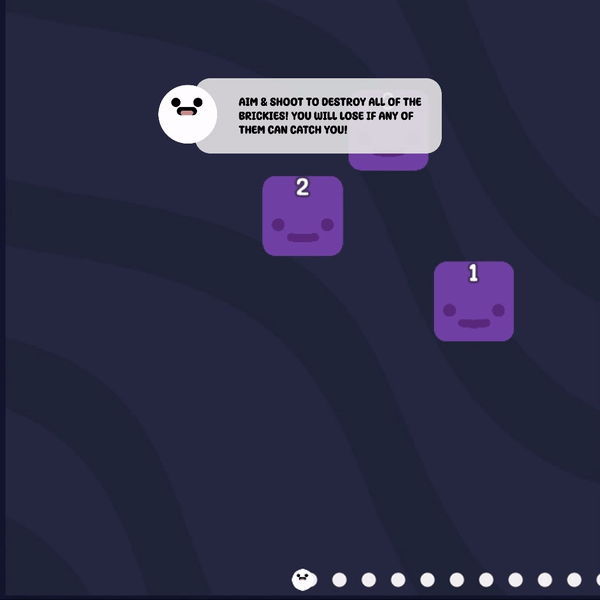 AIM & SHOOT TO DESTROY ALL OF THE
BRICKIES! YOU WILL LOSE IF ANY OF
THEM CAN CATCH YOU!
2
1